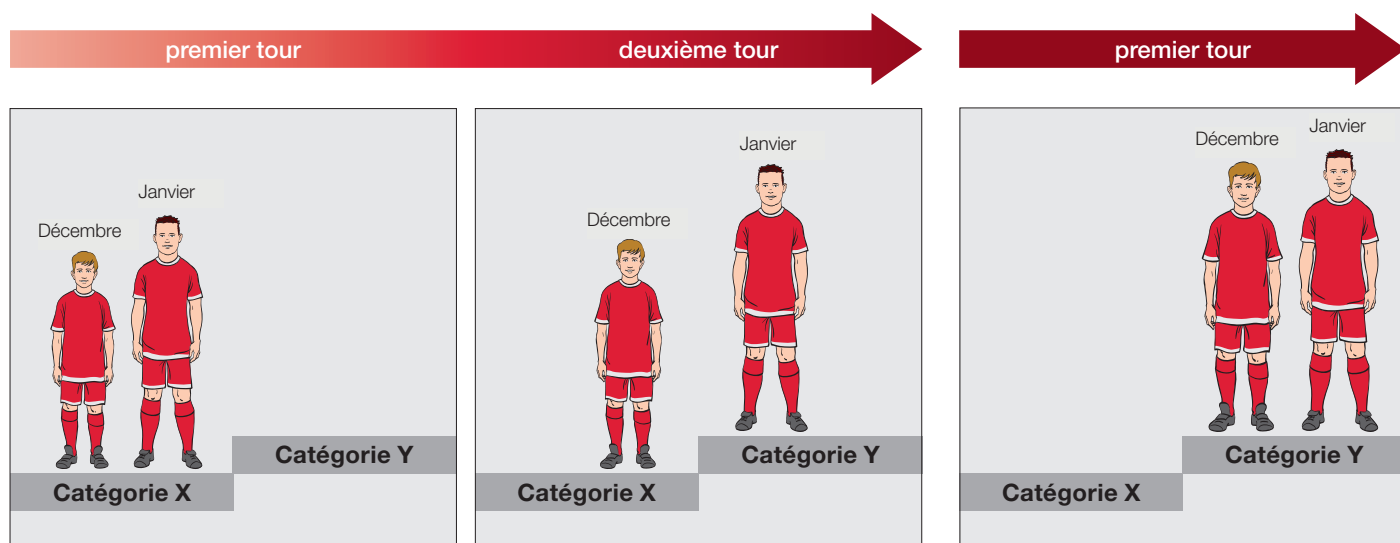 premier tour
deuxième tour
premier tour
Décembre
Janvier
Catégorie Y
Catégorie X
Janvier
Décembre
Catégorie Y
Catégorie X
Janvier
Décembre
Catégorie Y
Catégorie X